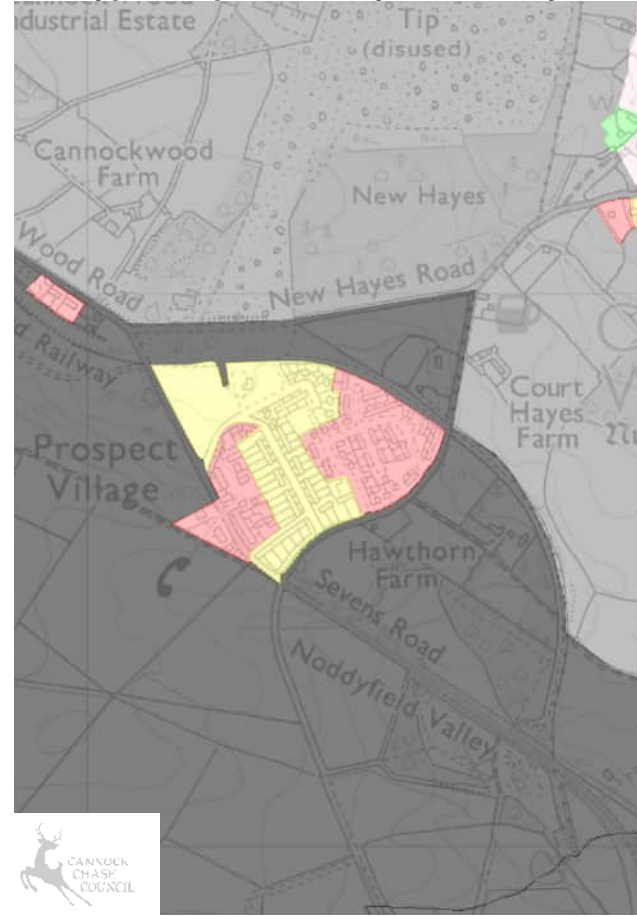 Industrial Estate
Tip
(disused)
Cannockwood
Farm
New Hayes
Wood Road
New Hayes Road
Railway
Court
Hayes
Farm
Prospect
Village
Hawthorn
Farm
Sevens Road
Noddyfield Valley
CANNOCK
CHASE
COUNCIL